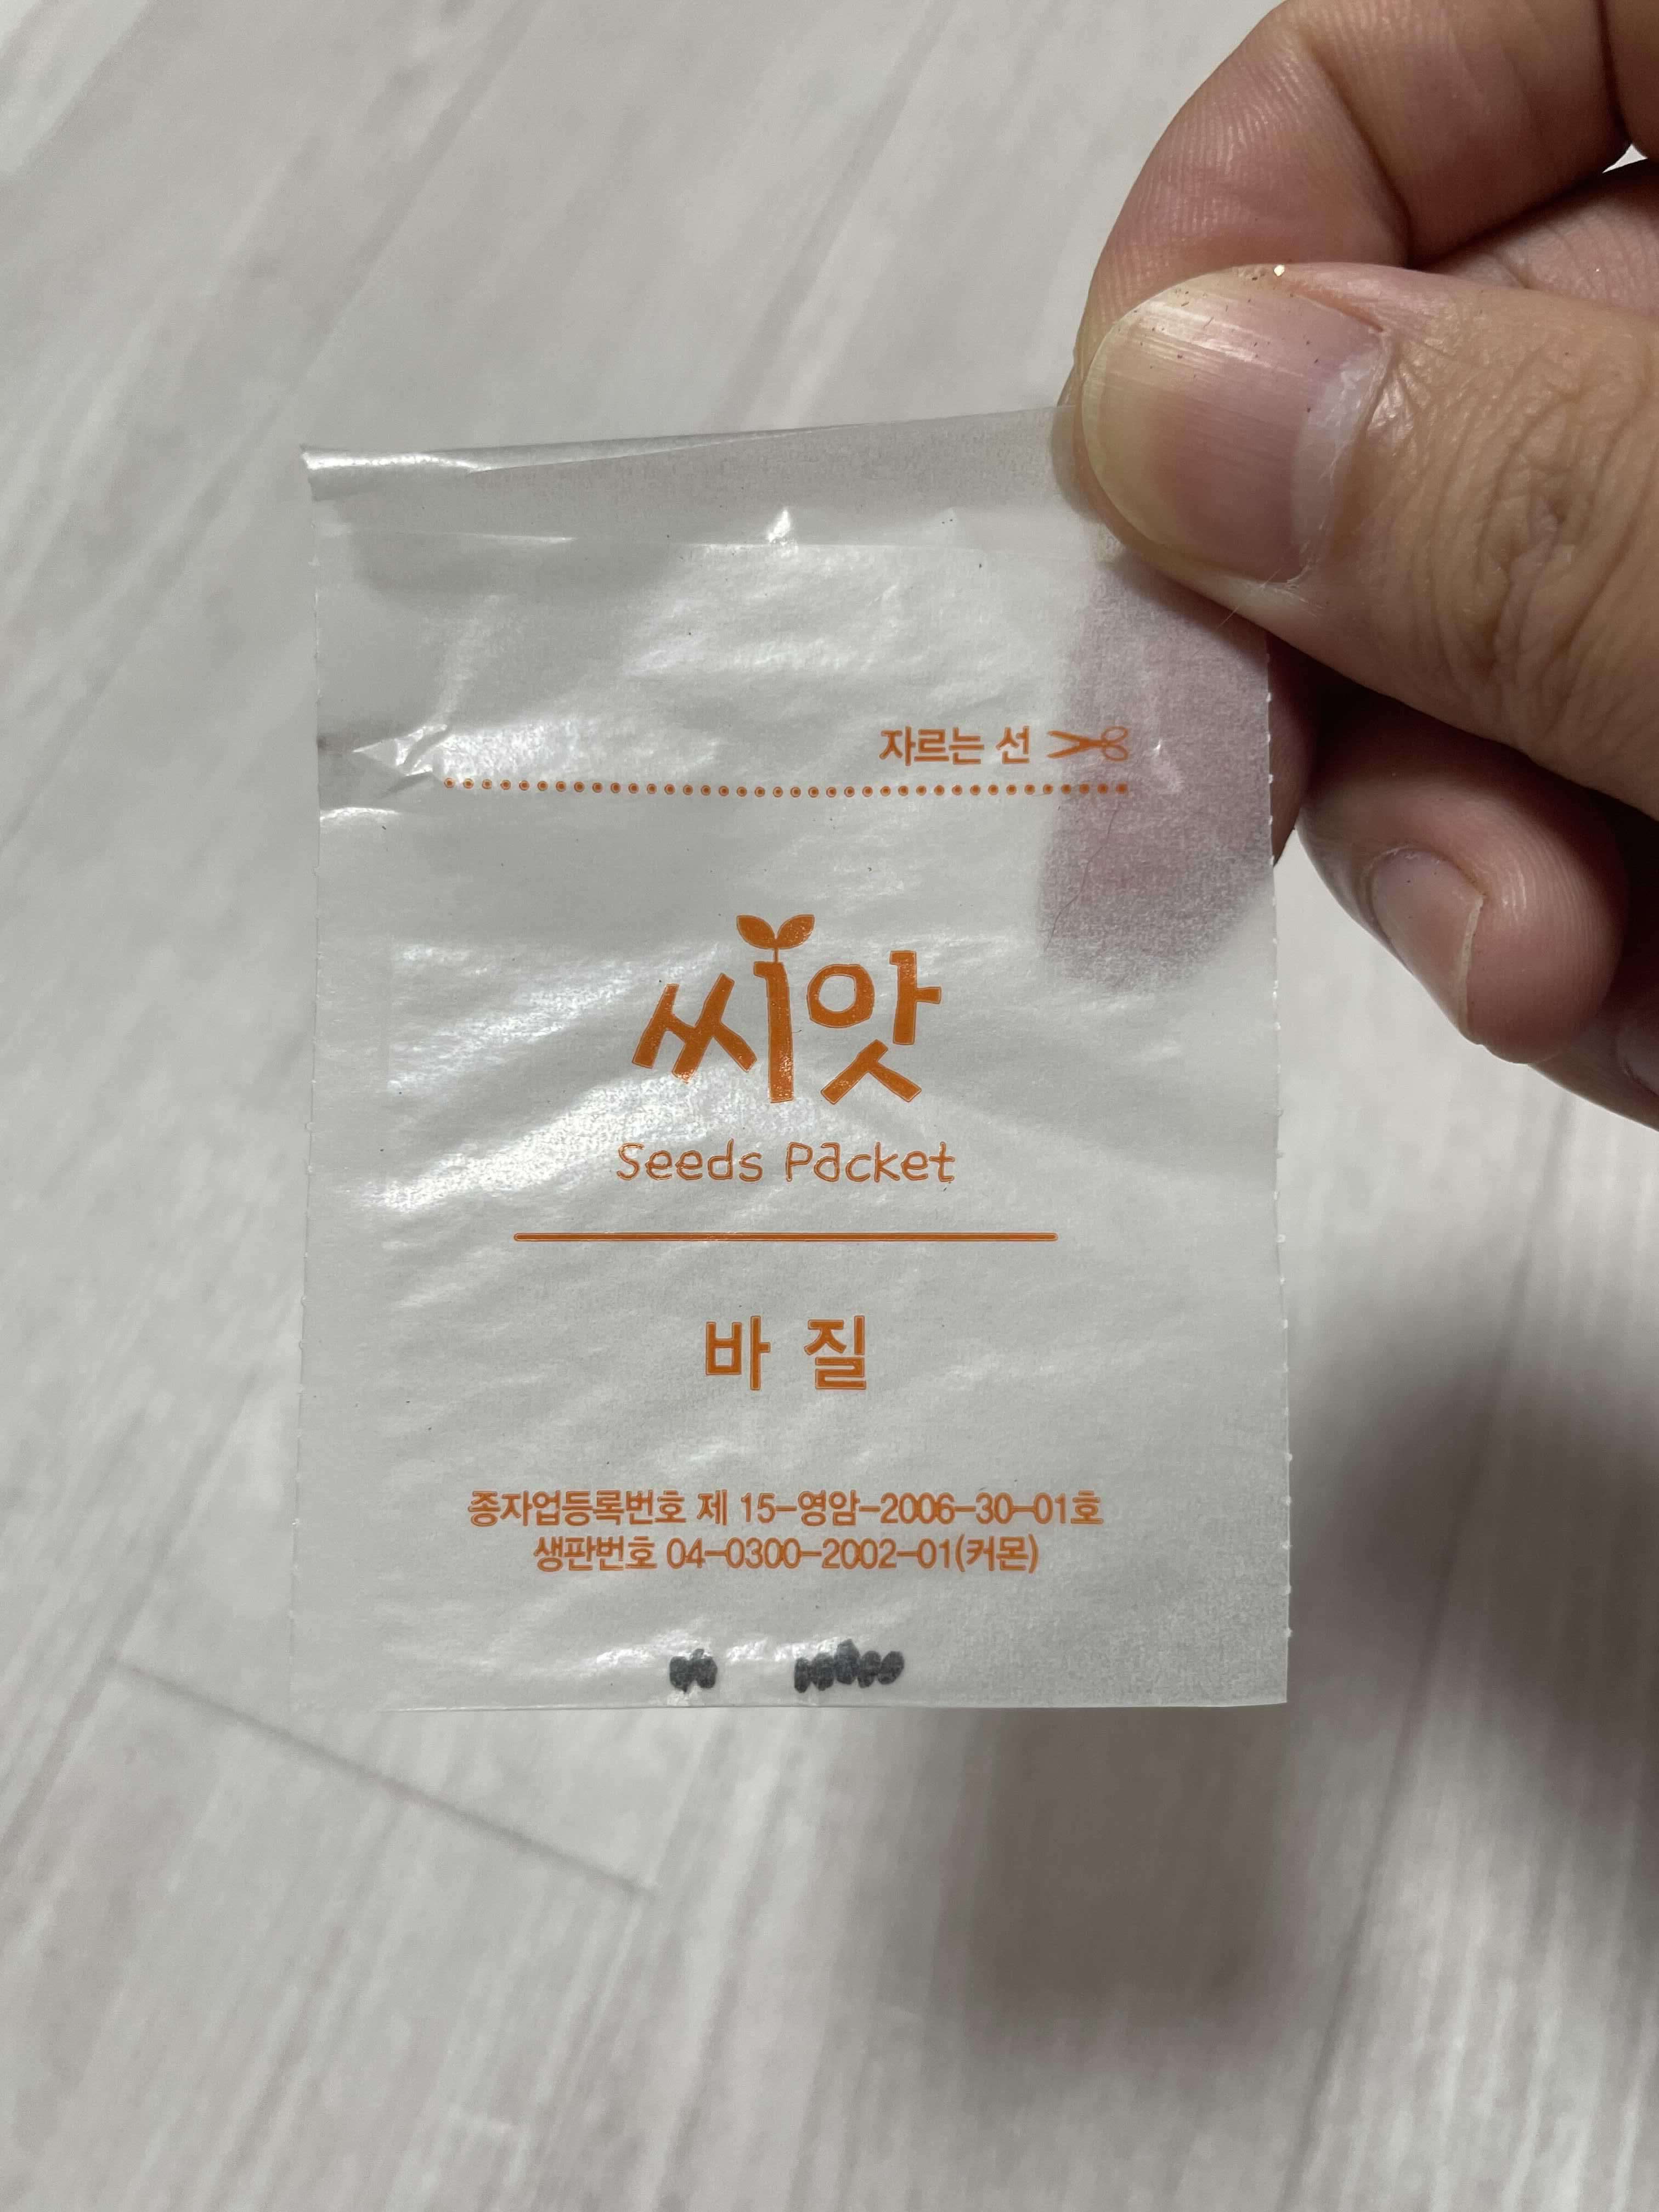 자르는 선
씨앗
Seeds Packet
바 질
종자업등록번호 제 15-영암-2006-30-01호
생판번호 04-0300-2002-01(커먼)